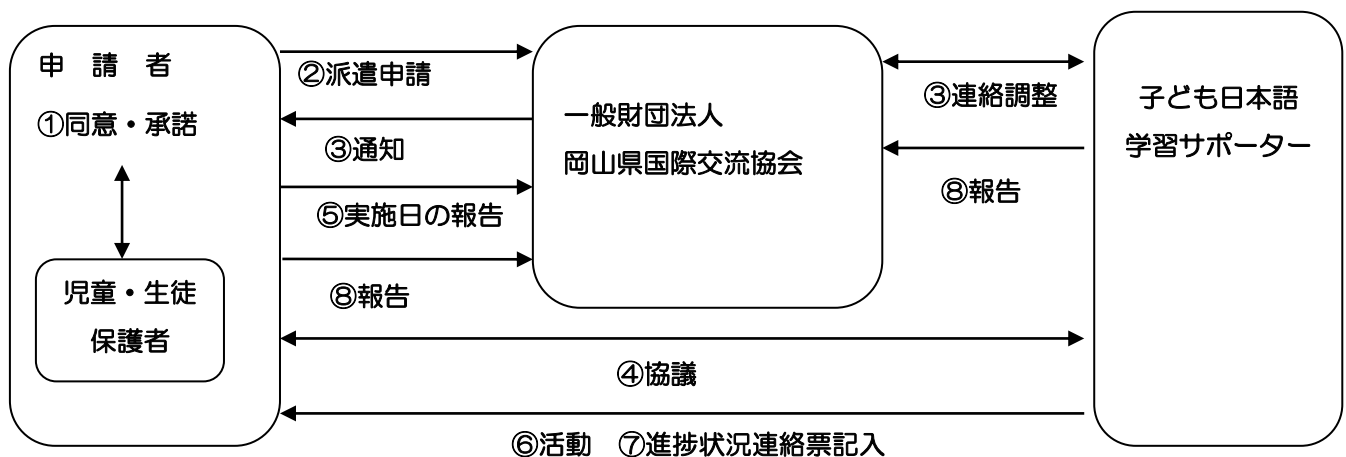 申　請　者
①同意・承諾
児童・生徒
保護者
②派遣申請
③通知
⑤実施日の報告
⑧報告
一般財団法人
岡山県国際交流協会
③連絡調整
⑧報告
子ども日本語
学習サポーター
④協議
⑥活動　⑦進捗状況連絡票記入